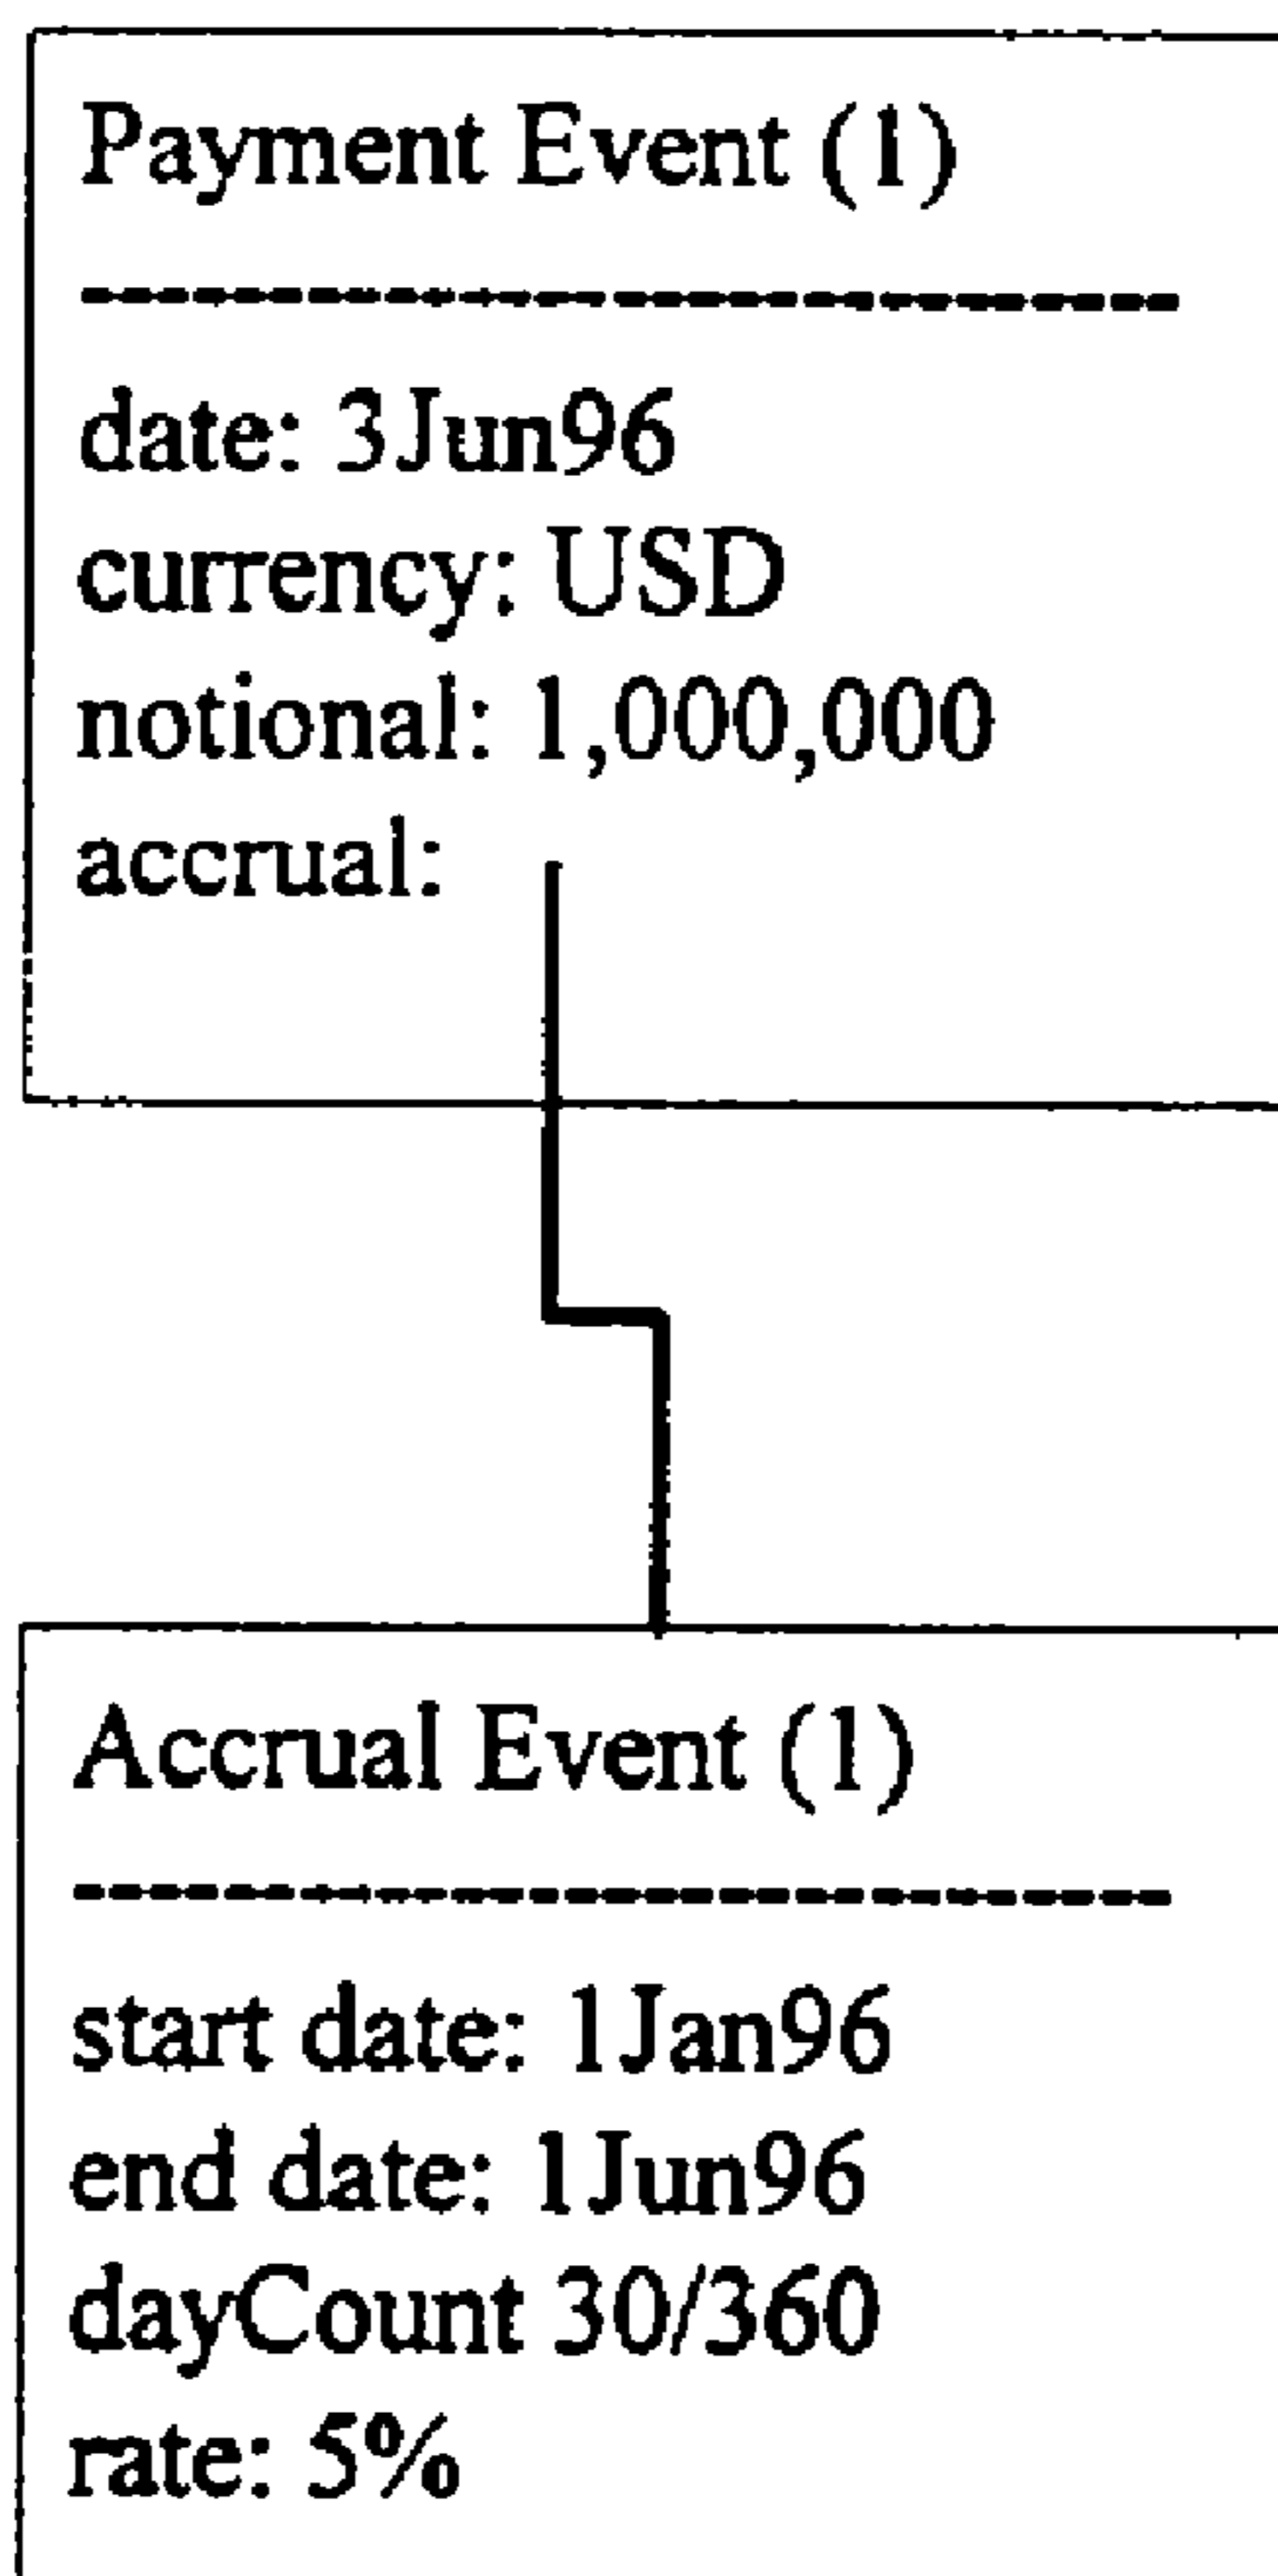 Payment Event (1)
date: 3Jun96
currency: USD
notional: 1,000,000
accrual:
Accrual Event (1)
start date: 1Jan96
end date: 1Jun96
dayCount 30/360
rate: 5%